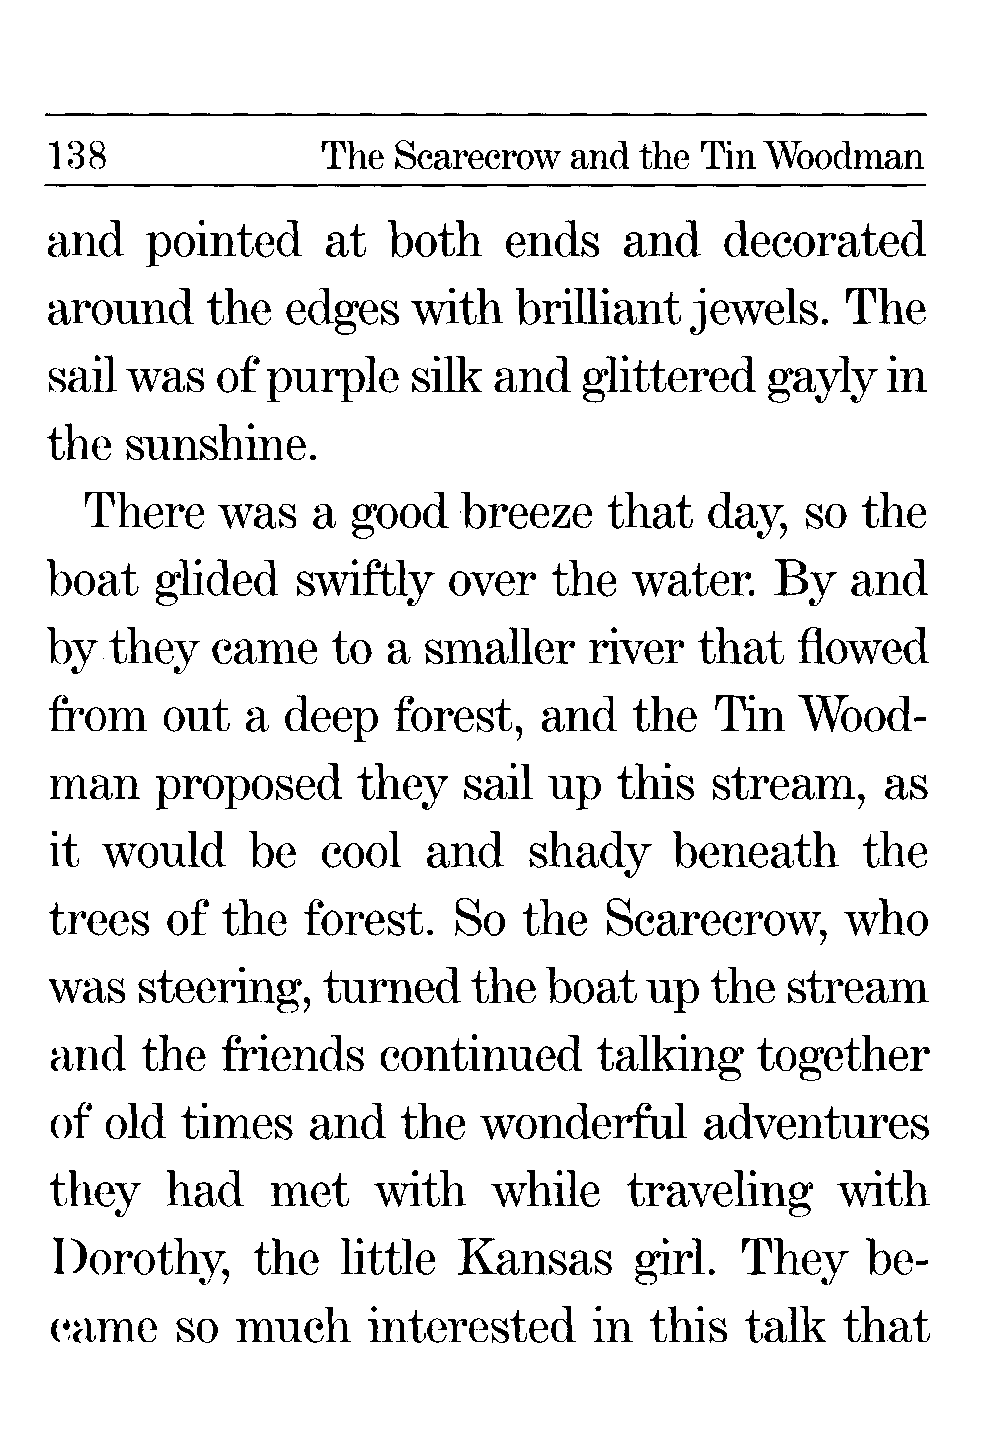 138 The Scarecrow and the Tin Woodman
and pointed at both ends and decorated
around the edges with brilliant jewels. The
sail was of purple silk and glittered gayly in
the sunshine.
There was a good breeze that day, so the
boat glided swiftly over the water. By and
by they came to a smaller river that flowed
from out a deep forest, and the Tin Wood-
man proposed they sail up this stream, as
it would be cool and shady beneath the
trees of the forest. So the Scarecrow, who
was steering, turned the boat up the stream
and the friends continued talking together
of old times and the wonderful adventures
they had met with while traveling with
Dorothy, the little Kansas girl. They be-
came so much interested in this talk that